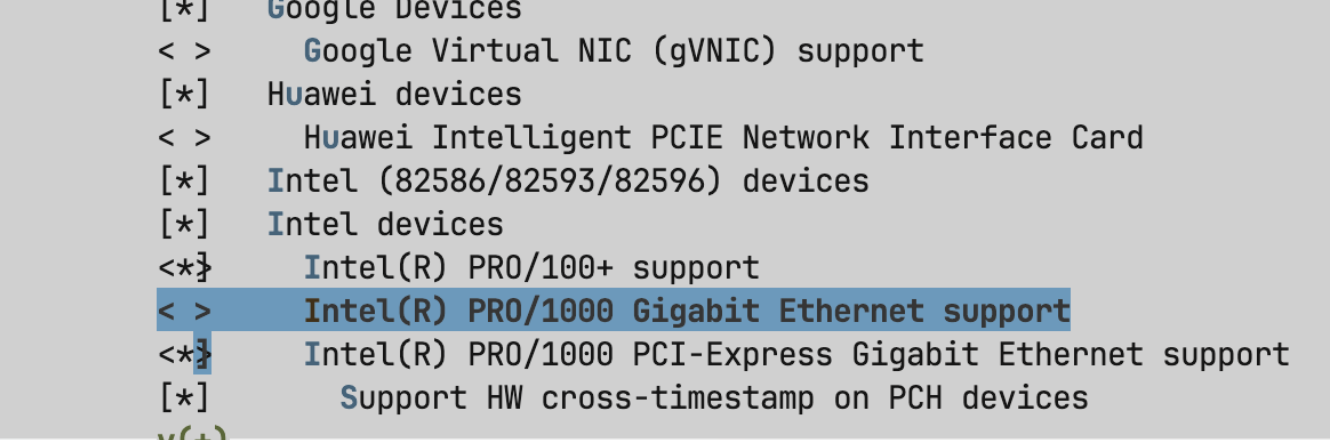 [*] Google Devices
< > Google Virtual NIC (gVNIC) support
[*] Huawei devices
< > Huawei Intelligent PCIE Network Interface Card
[*] Intel (82586/82593/82596) devices
[*] Intel devices
<*> Intel(R) PRO/100+ support
< > Intel(R) PRO/1000 Gigabit Ethernet support
<*> Intel(R) PRO/1000 PCI-Express Gigabit Ethernet support
[*] Support HW cross-timestamp on PCH devices
v(+)